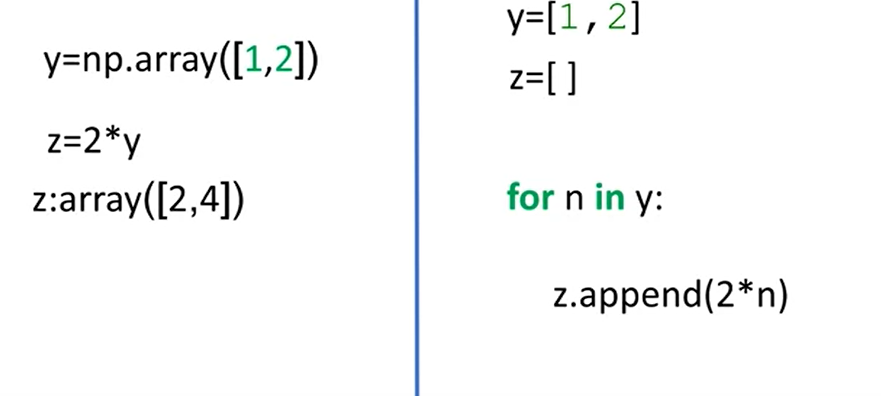 y=np.array([1,2])
z=2*y
z:array([2,4])
y=[1,2]
z=[ ]
for n in y:
z.append(2*n)